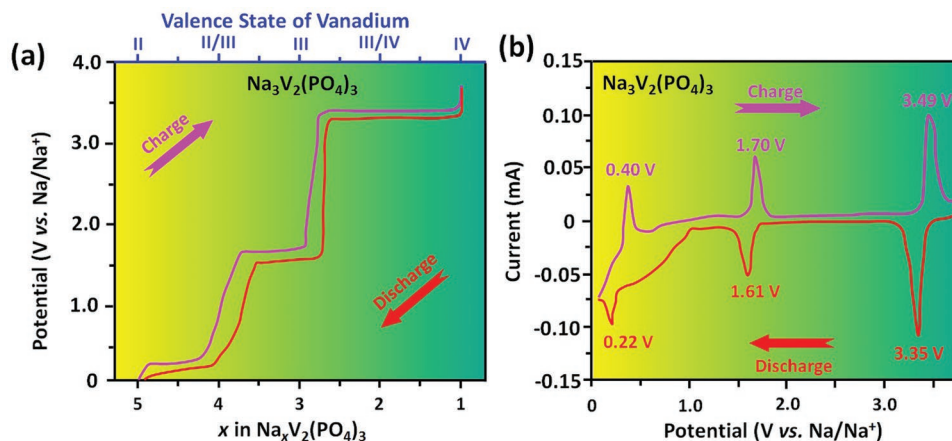 Valence State of Vanadium
II II/III III III/IV IV
(a)
Na₃V₂(PO₄)₃
Charge
Discharge
4.0
3.0
2.0
1.0
0
5 4 3 2 1
Potential (V vs. Na/Na⁺)
x in NaₓV₂(PO₄)₃
(b)
Na₃V₂(PO₄)₃
Charge
3.49 V
1.70 V
0.40 V
1.61 V
0.22 V
3.35 V
Discharge
0.15
0.10
0.05
0
-0.05
-0.10
-0.15
0 1.0 2.0 3.0
Current (mA)
Potential (V vs. Na/Na⁺)